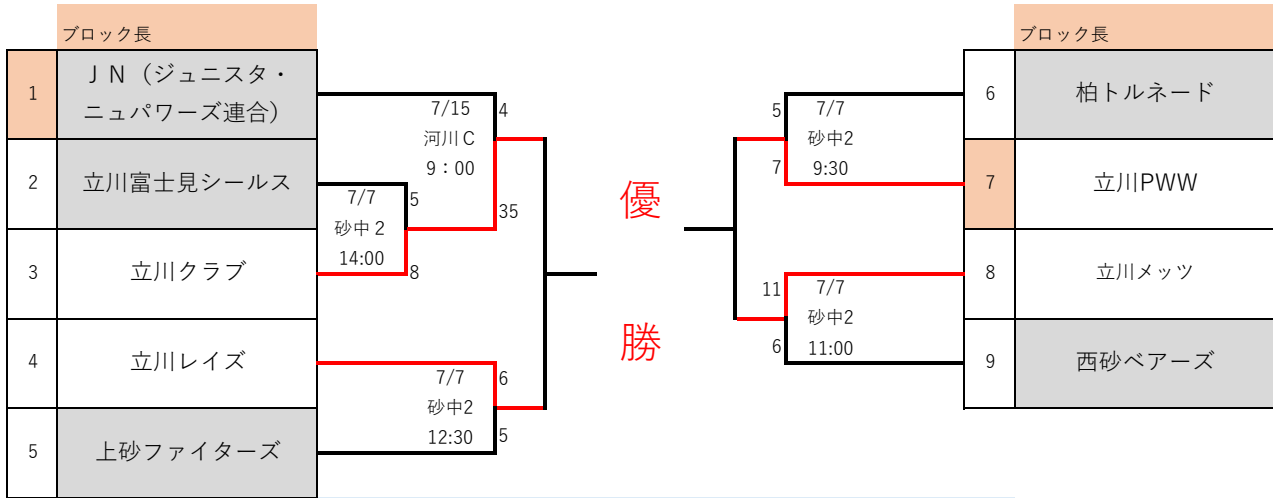 ブロック長
1
ＪＮ（ジュニスタ・
ニュパワーズ連合）
2
立川富士見シールス
3
立川クラブ
4
立川レイズ
5
上砂ファイターズ
7/15
河川Ｃ
9：00
4
35
7/7
砂中２
14:00
5
8
7/7
砂中2
12:30
6
5
優
勝
5
7
7/7
砂中2
9:30
11
6
7/7
砂中2
11:00
ブロック長
6
柏トルネード
7
立川PWW
8
立川メッツ
9
西砂ベアーズ